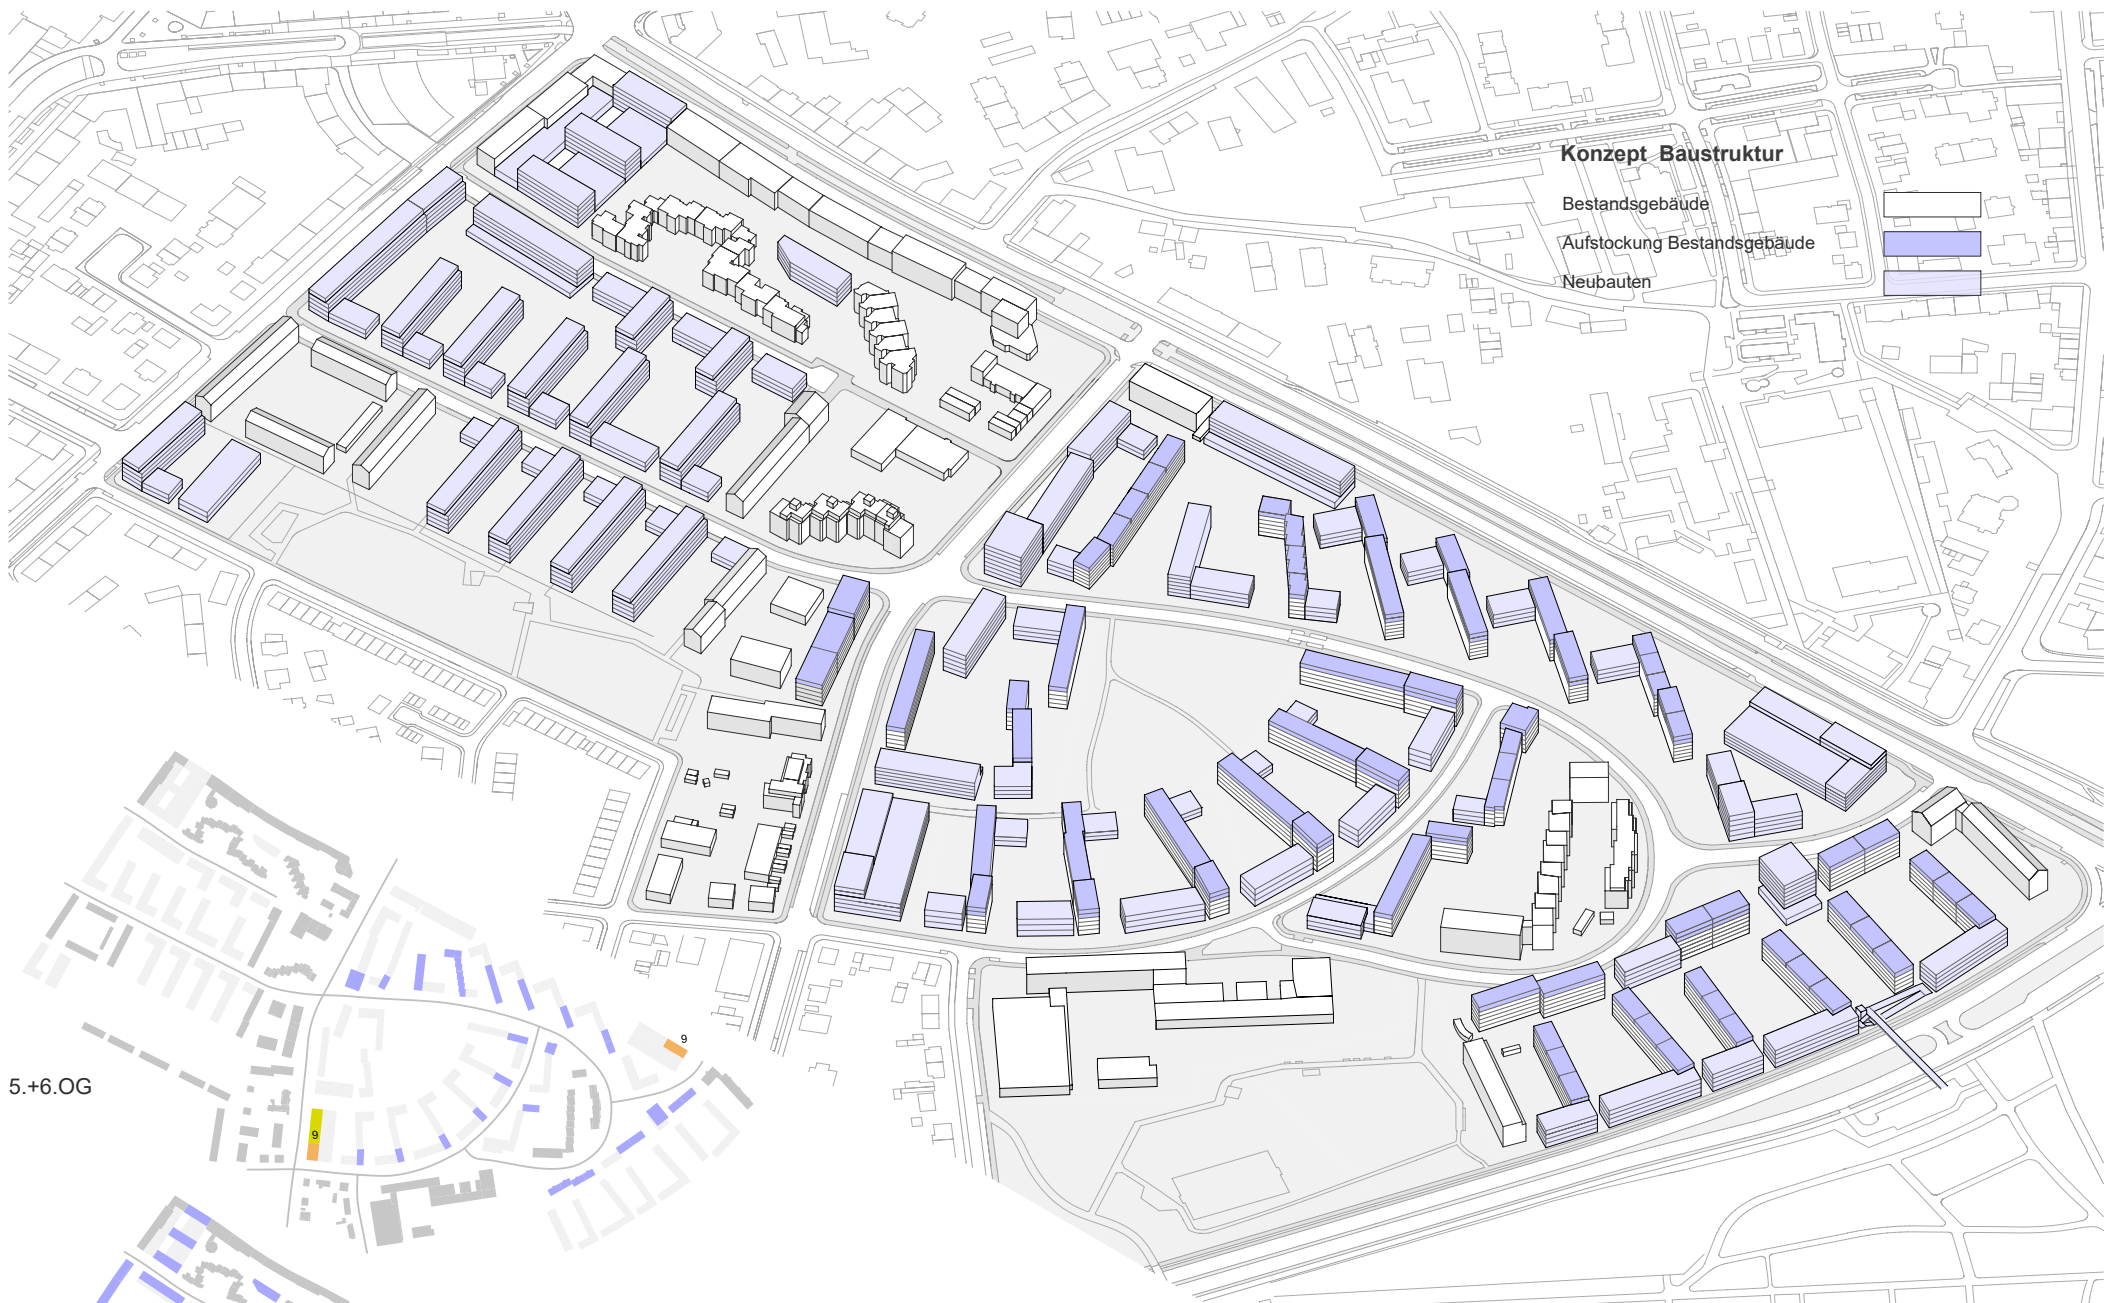 Konzept Baustruktur
Bestandsgebäude
Aufstockung Bestandsgebäude
Neubauten
9
5.+6.OG
9